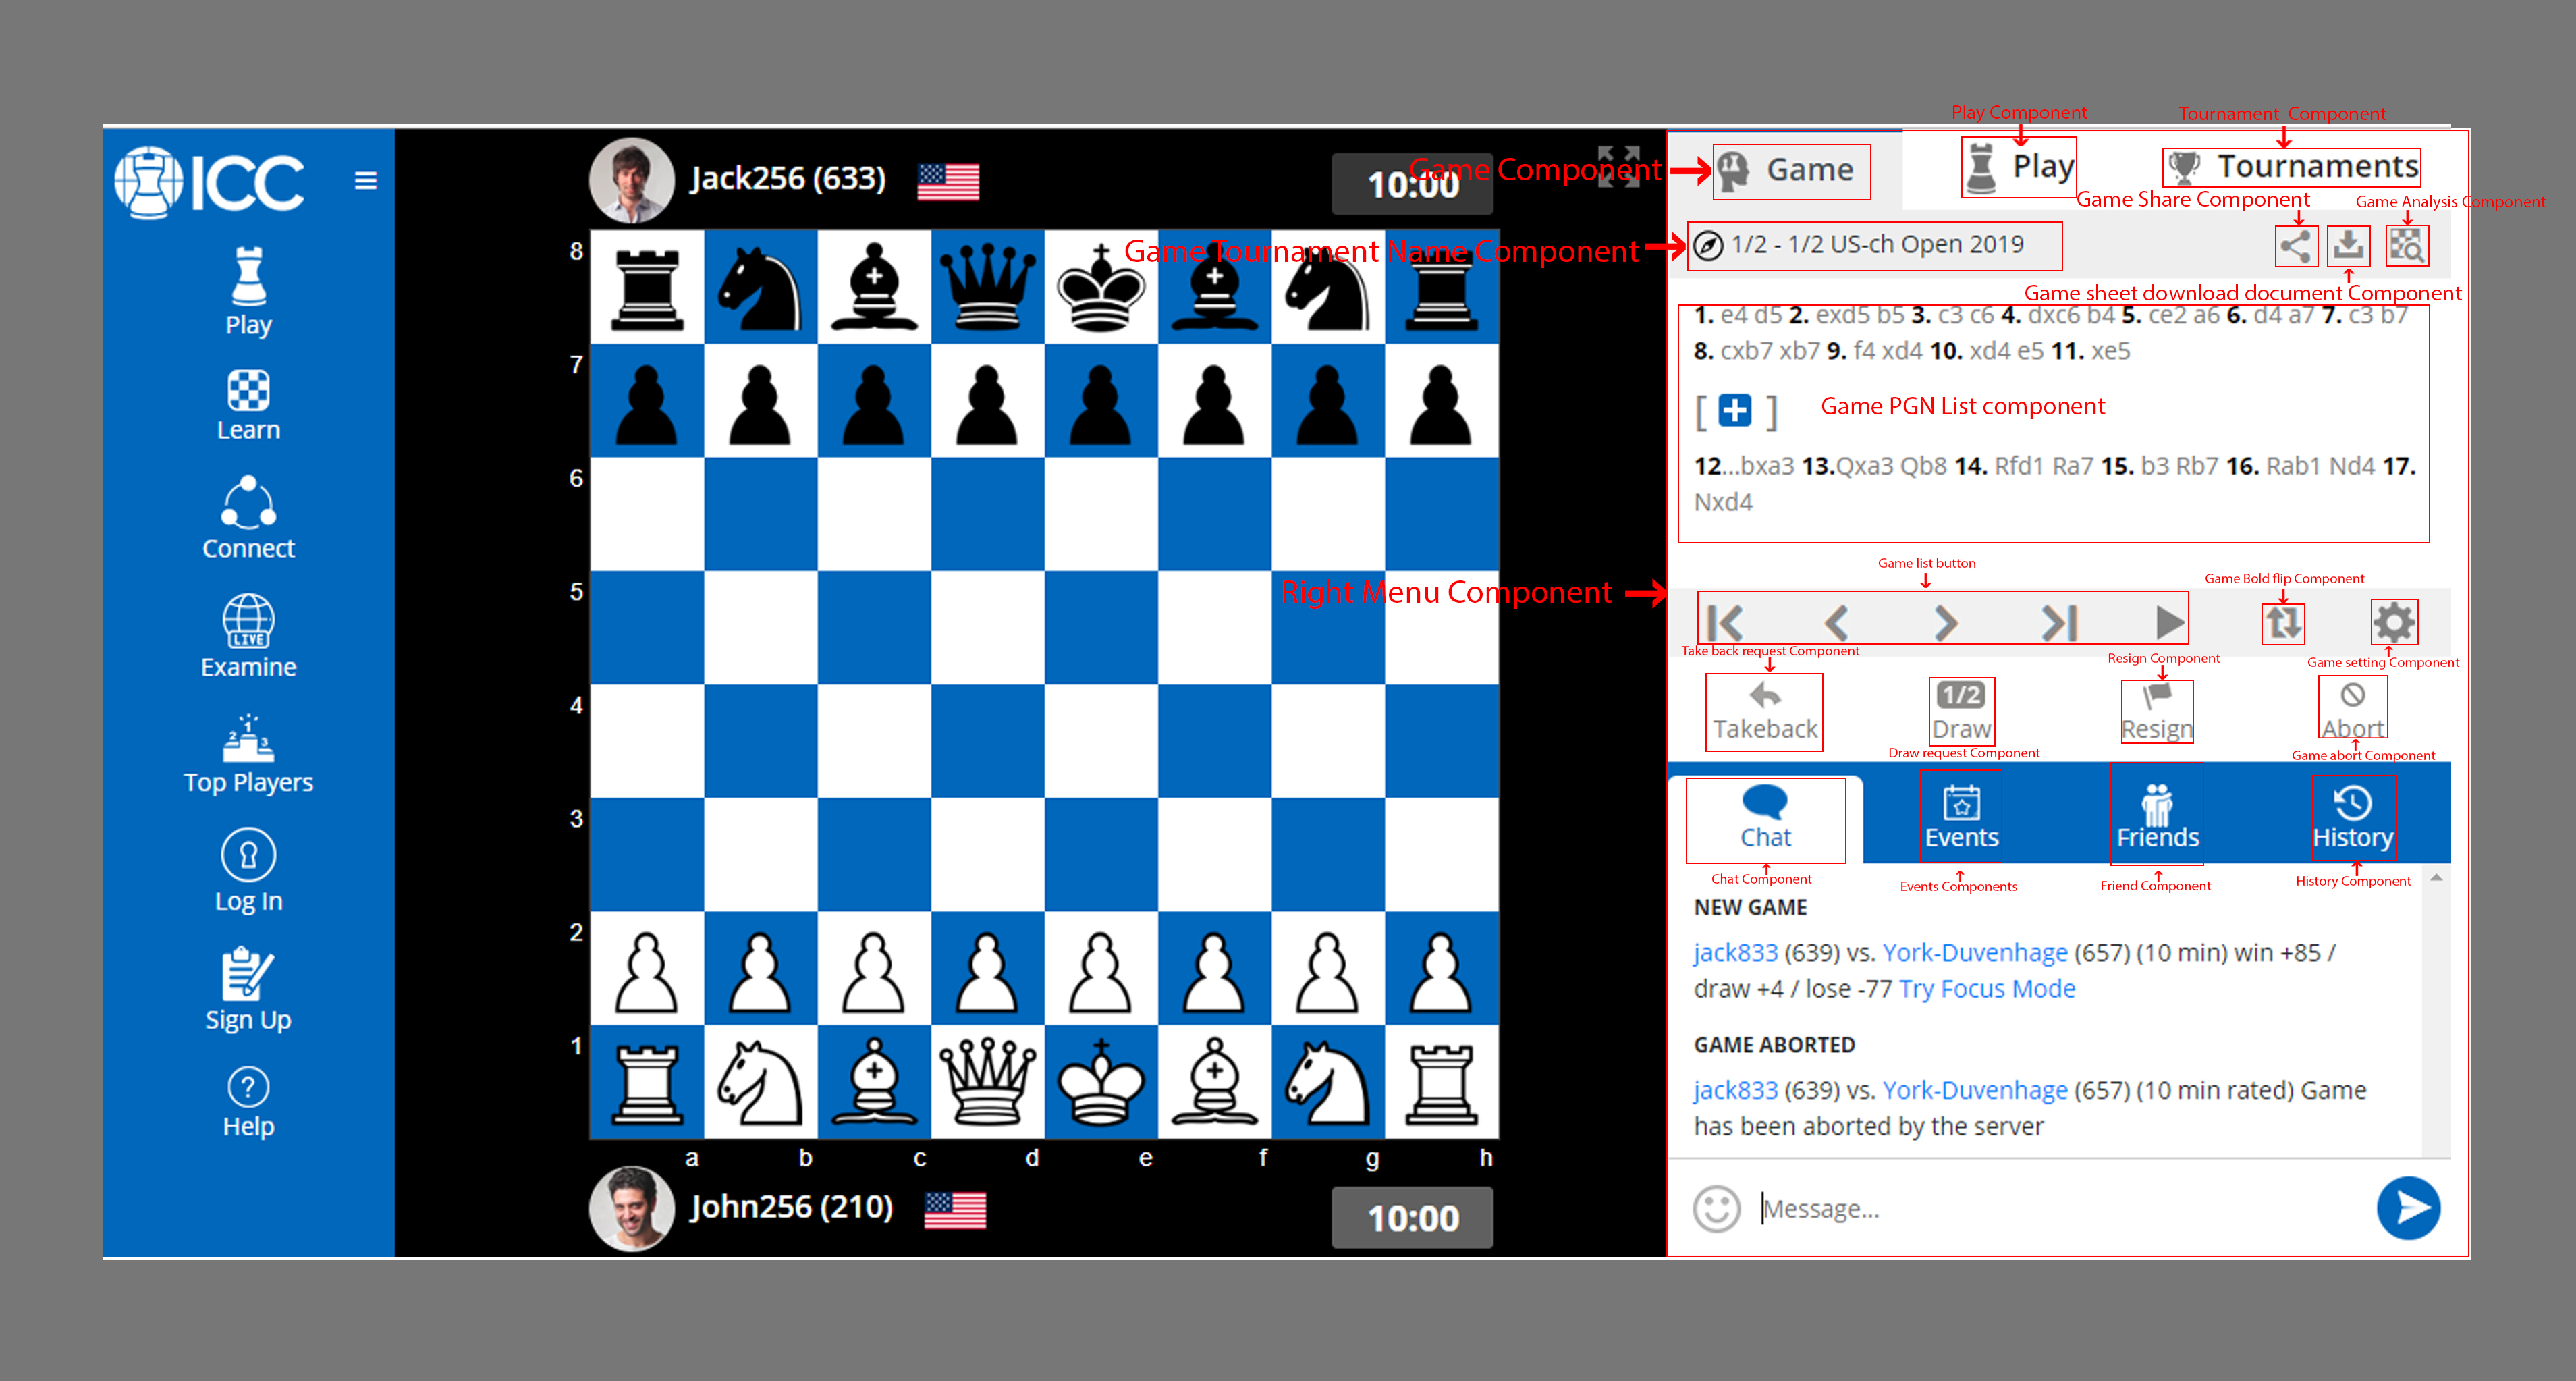 ICC
Play
Learn
Connect
LIVE
Examine
1
2 3
Top Players
Log In
Sign Up
?
Help
Jack256 (633)
10:00
8
7
6
5
4
3
2
1
a b c d e f g h
John256 (210)
10:00
Play Component
Tournament Component
Game Component
Game
Play
Tournaments
Game Share Component
Game Analysis Component
Game Tournament Name Component
1/2 - 1/2 US-ch Open 2019
Game sheet download document Component
1. e4 d5 2. exd5 b5 3. c3 c6 4. dxc6 b4 5. ce2 a6 6. d4 a7 7. c3 b7
8. cxb7 xb7 9. f4 xd4 10. xd4 e5 11. xe5
[ + ]
Game PGN List component
12...bxa3 13.Qxa3 Qb8 14. Rfd1 Ra7 15. b3 Rb7 16. Rab1 Nd4 17.
Nxd4
Game list button
Game Bold flip Component
Right Menu Component
Take back request Component
Resign Component
Game setting Component
1/2
Takeback
Draw
Resign
Abort
Draw request Component
Game abort Component
Chat
Events
Friends
History
Chat Component
Events Components
Friend Component
History Component
NEW GAME
jack833 (639) vs. York-Duvenhage (657) (10 min) win +85 /
draw +4 / lose -77 Try Focus Mode
GAME ABORTED
jack833 (639) vs. York-Duvenhage (657) (10 min rated) Game
has been aborted by the server
Message...